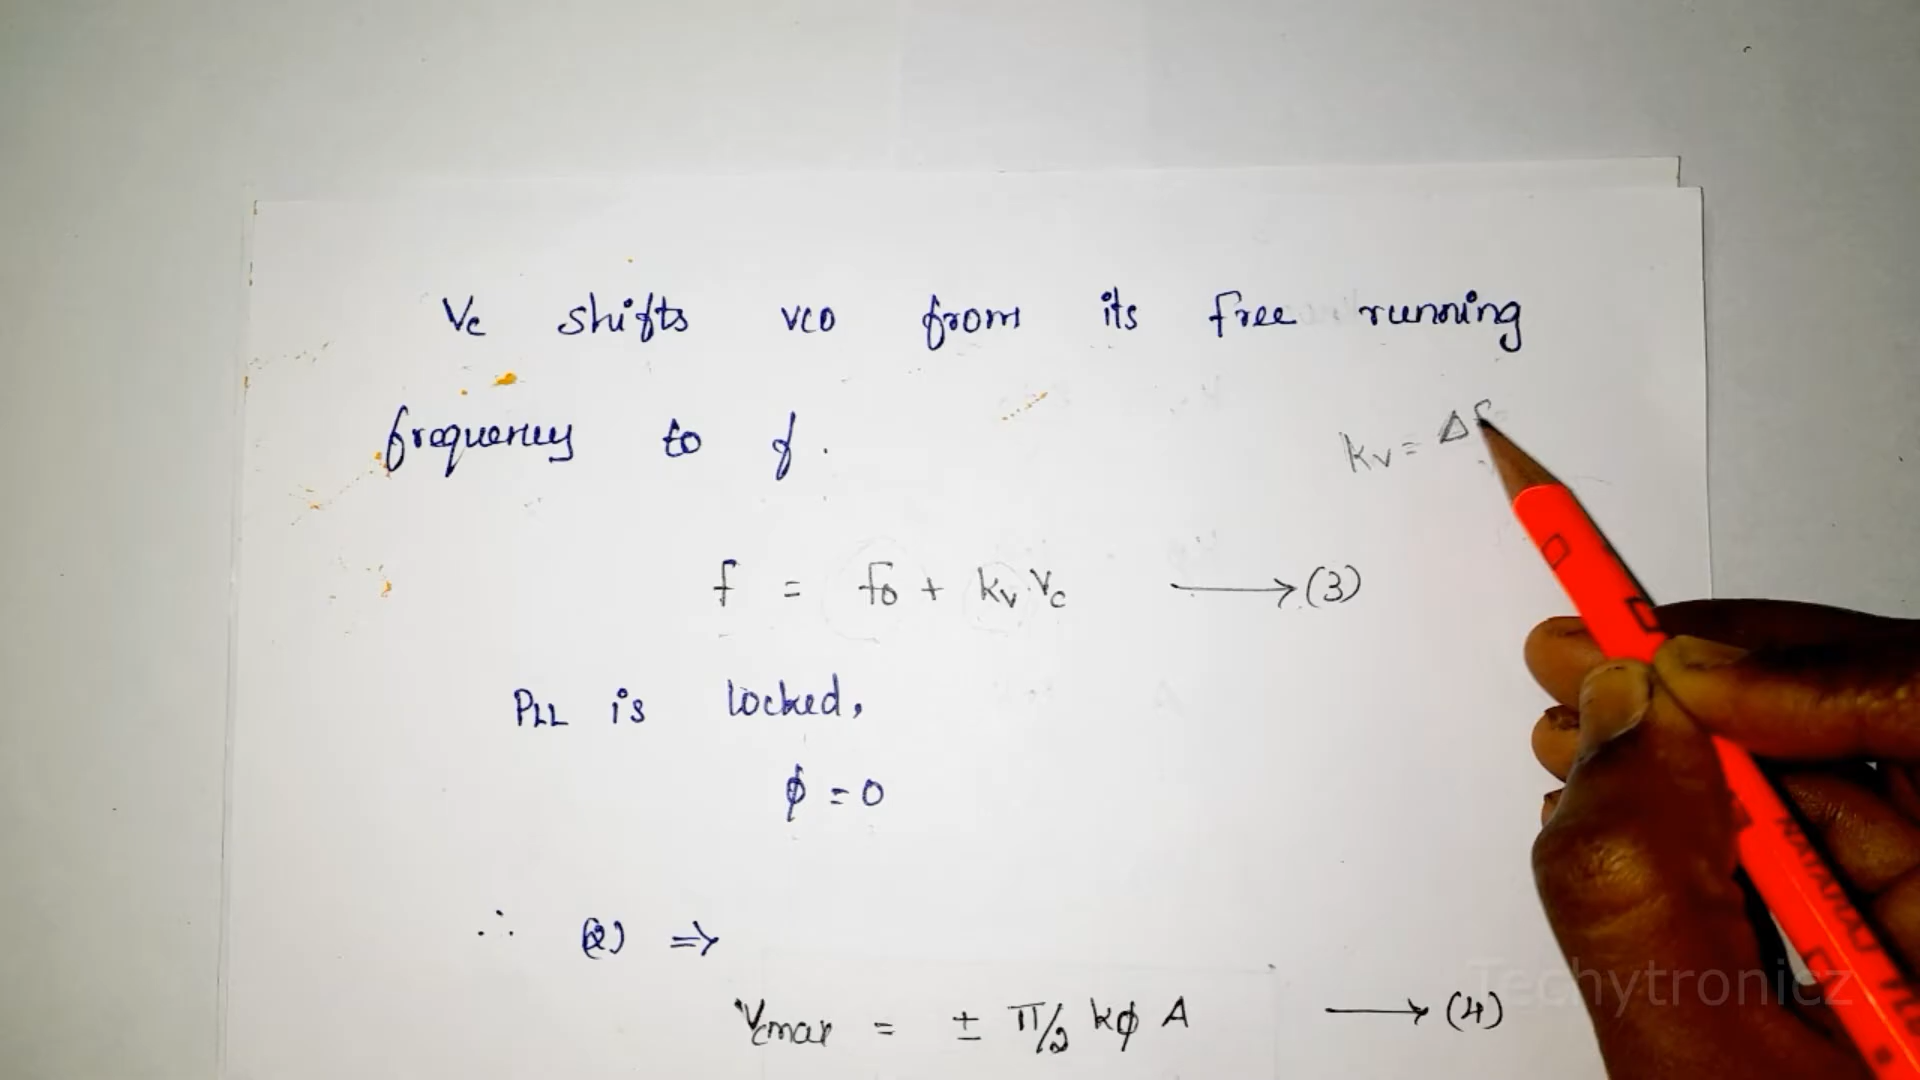 Vc shifts VCO from its free running
frequency to f.
kv = Δf
f = fo + kv Vc → (3)
PLL is locked,
ϕ = 0
∴ (2) ⇒
Vcmax = ± π/2 kϕ A → (4)
Techytronicz